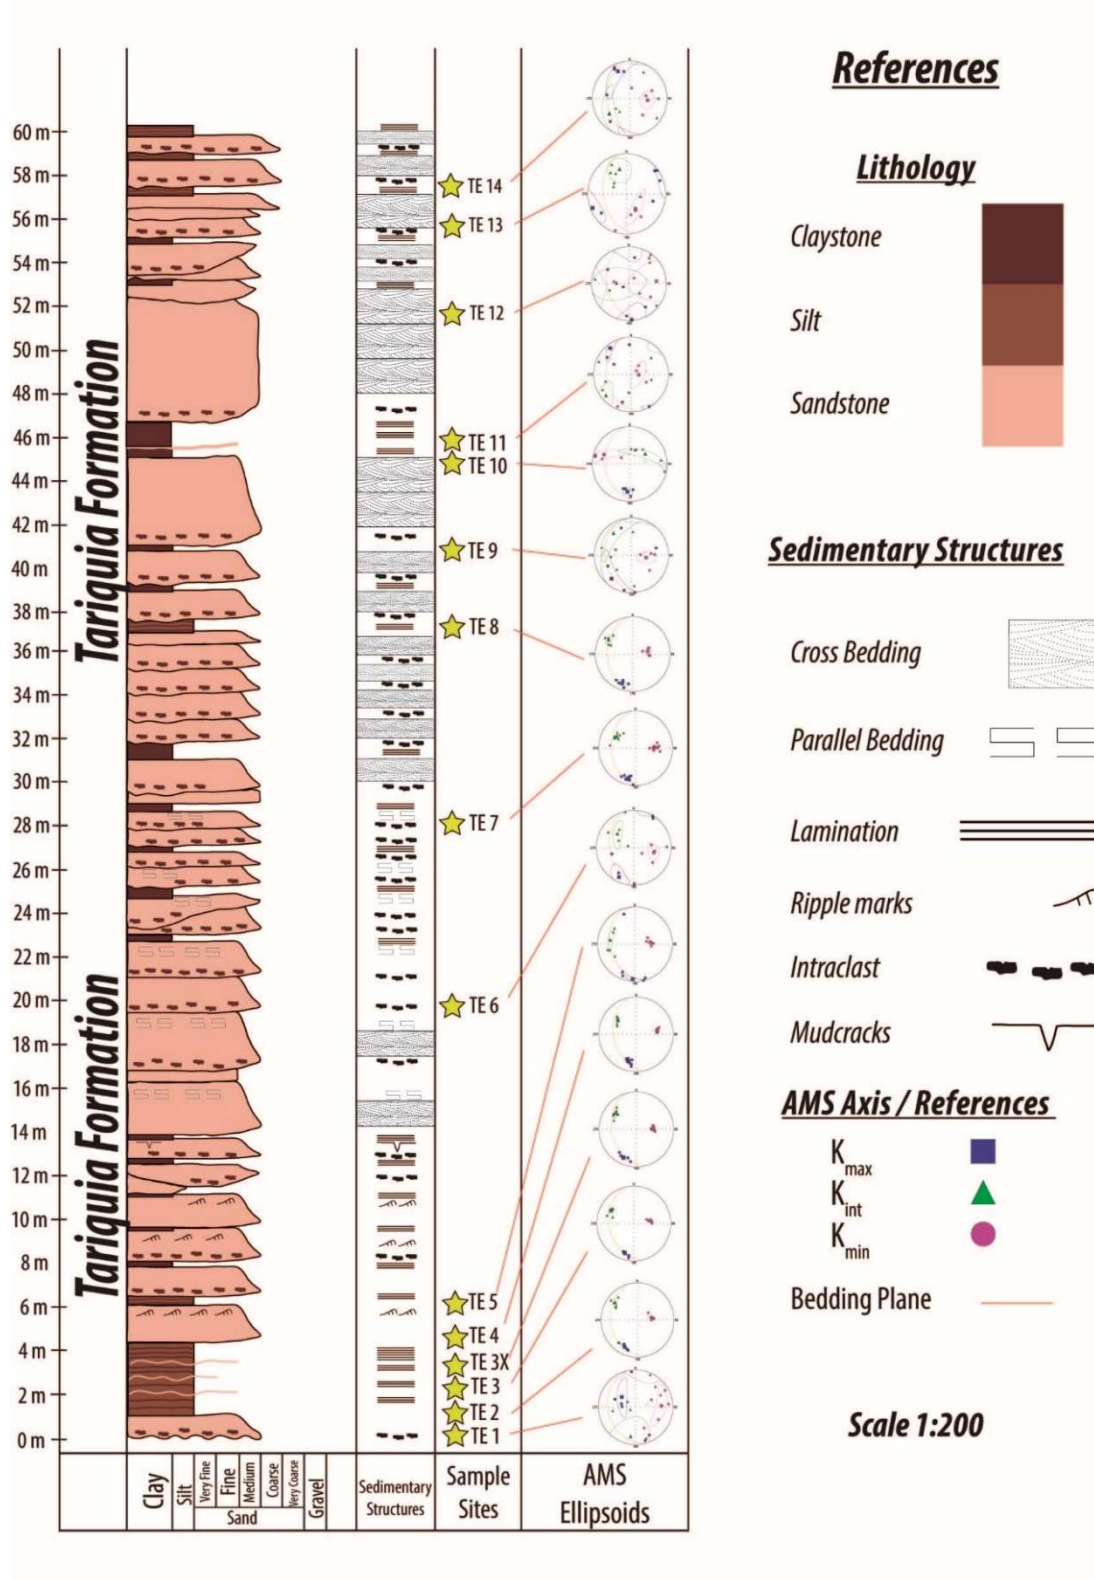 References
Lithology
Claystone
Silt
Sandstone
Sedimentary Structures
Cross Bedding
Parallel Bedding
Lamination
Ripple marks
Intraclast
Mudcracks
AMS Axis / References
Kmax
Kint
Kmin
Bedding Plane
Scale 1:200
60 m
58 m
56 m
54 m
52 m
50 m
48 m
46 m
44 m
42 m
40 m
38 m
36 m
34 m
32 m
30 m
28 m
26 m
24 m
22 m
20 m
18 m
16 m
14 m
12 m
10 m
8 m
6 m
4 m
2 m
0 m
Tariquia Formation
Tariquia Formation
TE 14
TE 13
TE 12
TE 11
TE 10
TE 9
TE 8
TE 7
TE 6
TE 5
TE 4
TE 3X
TE 3
TE 2
TE 1
Clay
Silt
Very Fine
Fine
Medium
Coarse
Very Coarse
Sand
Gravel
Sedimentary
Structures
Sample
Sites
AMS
Ellipsoids